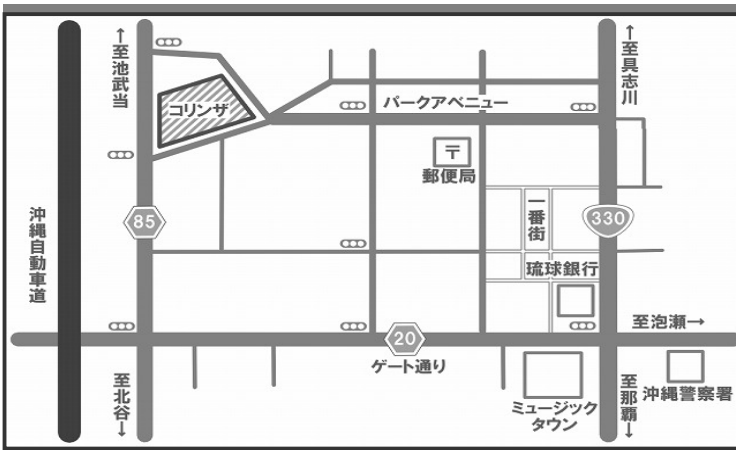 ↑至池武当
コリンザ
パークアベニュー
↑至具志川
〒
郵便局
沖縄自動車道
85
一番街
330
琉球銀行
20
ゲート通り
至泡瀬→
至北谷↓
ミュージック
タウン
至那覇↓
沖縄警察署